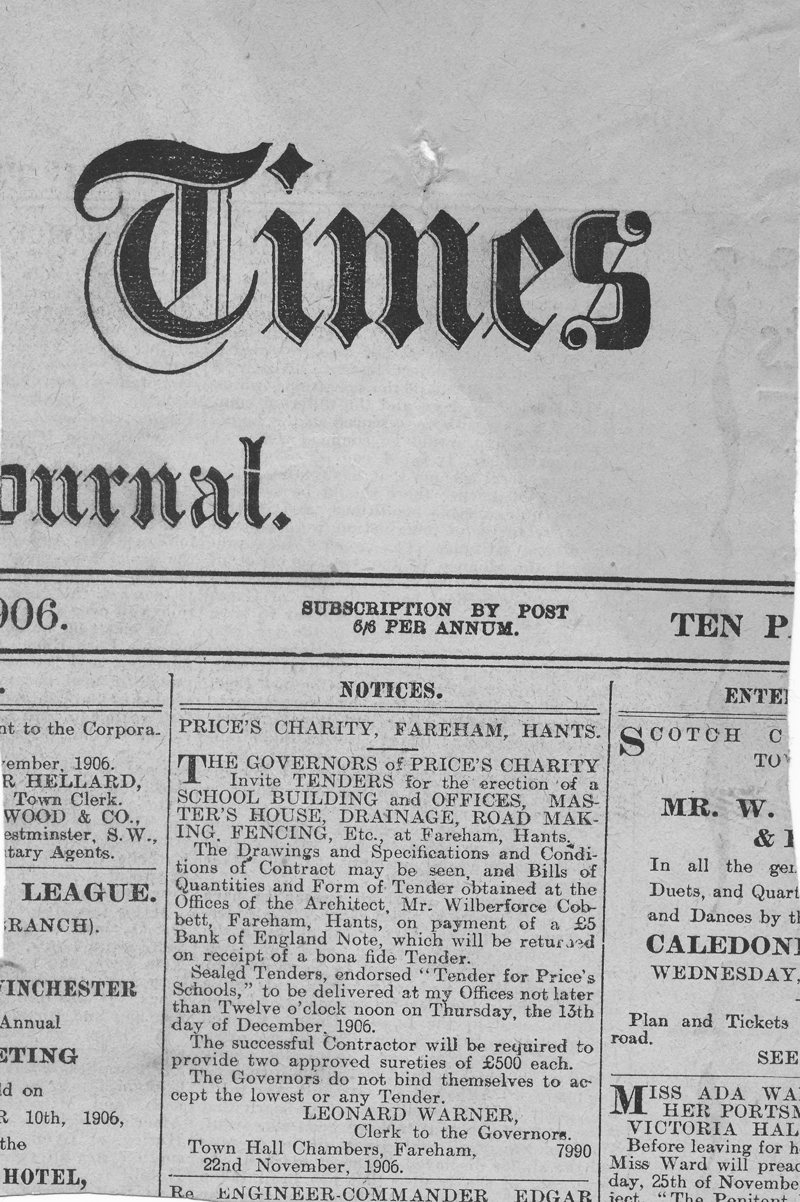 Times
ournal.
906.
SUBSCRIPTION BY POST
6/6 PER ANNUM.
TEN P
nt to the Corpora-
ember, 1906.
R HELLARD,
Town Clerk.
WOOD & CO.,
estminster, S.W.,
tary Agents.
LEAGUE.
RANCH).
INCHESTER
Annual
ETING
ld on
R 10th, 1906,
the
HOTEL,
NOTICES.
PRICE'S CHARITY, FAREHAM, HANTS.
THE GOVERNORS of PRICE'S CHARITY
Invite TENDERS for the erection of a
SCHOOL BUILDING and OFFICES, MAS-
TER'S HOUSE, DRAINAGE, ROAD MAK-
ING, FENCING, Etc., at Fareham, Hants.
The Drawings and Specifications and Condi-
tions of Contract may be seen, and Bills of
Quantities and Form of Tender obtained at the
Offices of the Architect, Mr. Wilberforce Cob-
bett, Fareham, Hants, on payment of a £5
Bank of England Note, which will be returned
on receipt of a bona fide Tender.
Sealed Tenders, endorsed "Tender for Price's
Schools," to be delivered at my Offices not later
than Twelve o'clock noon on Thursday, the 13th
day of December, 1906.
The successful Contractor will be required to
provide two approved sureties of £500 each.
The Governors do not bind themselves to ac-
cept the lowest or any Tender.
LEONARD WARNER,
Clerk to the Governors.
Town Hall Chambers, Fareham, 7990
22nd November, 1906.
Re ENGINEER-COMMANDER EDGAR
ENTE
SCOTCH C
TO
MR. W.
&
In all the ge
Duets, and Quart
and Dances by th
CALEDON
WEDNESDAY,
Plan and Tickets
road.
SEE
MISS ADA WA
HER PORTSM
VICTORIA HAL
Before leaving for h
Miss Ward will preac
day, 25th of Novembe
ject, "The Penitent